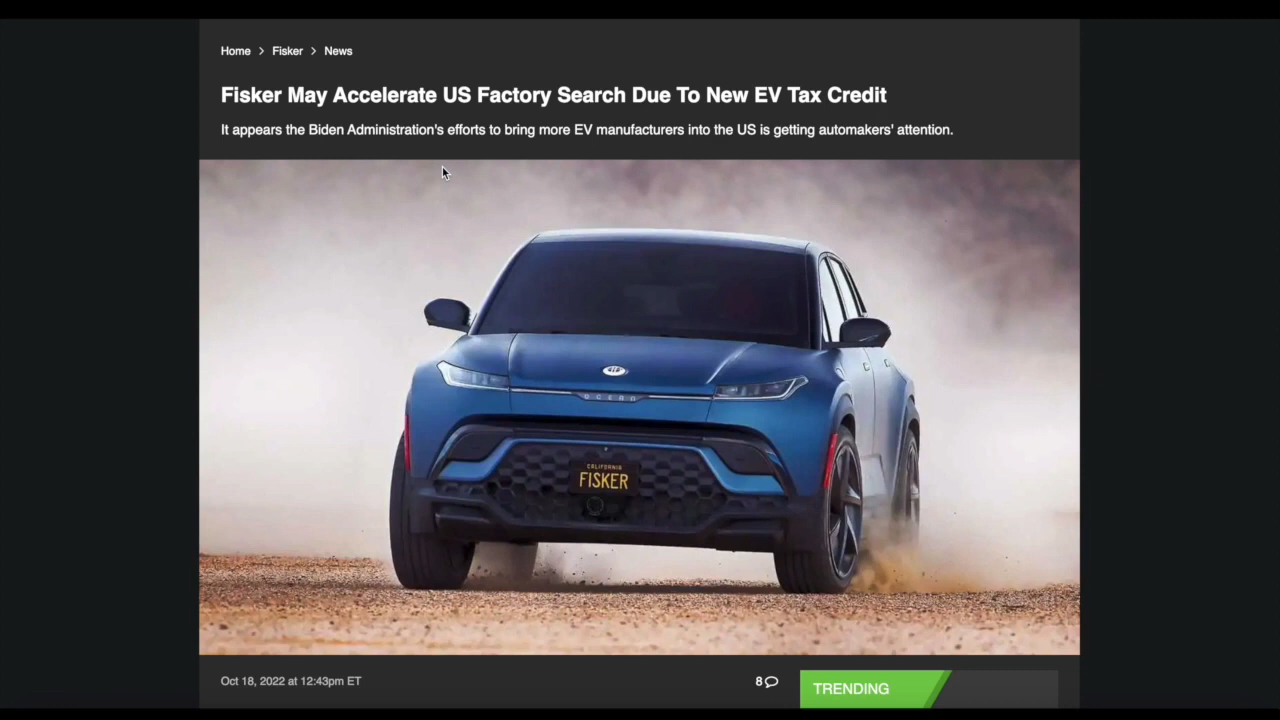 Home > Fisker > News
Fisker May Accelerate US Factory Search Due To New EV Tax Credit
It appears the Biden Administration's efforts to bring more EV manufacturers into the US is getting automakers' attention.
OCEAN
CALIFORNIA
FISKER
Oct 18, 2022 at 12:43pm ET
8
TRENDING